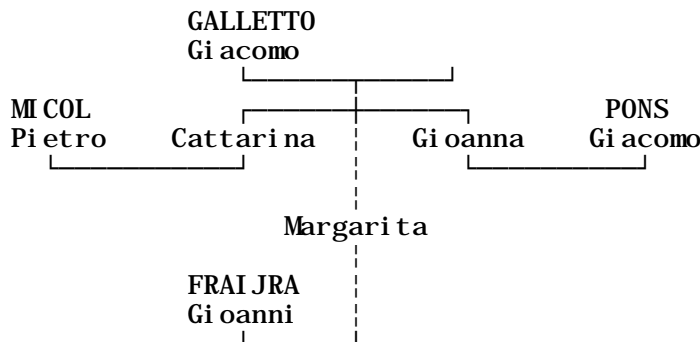 GALLETTO
Giacomo
MICOL PONS
Pietro Cattarina Gioanna Giacomo
Margarita
FRAIJRA
Gioanni